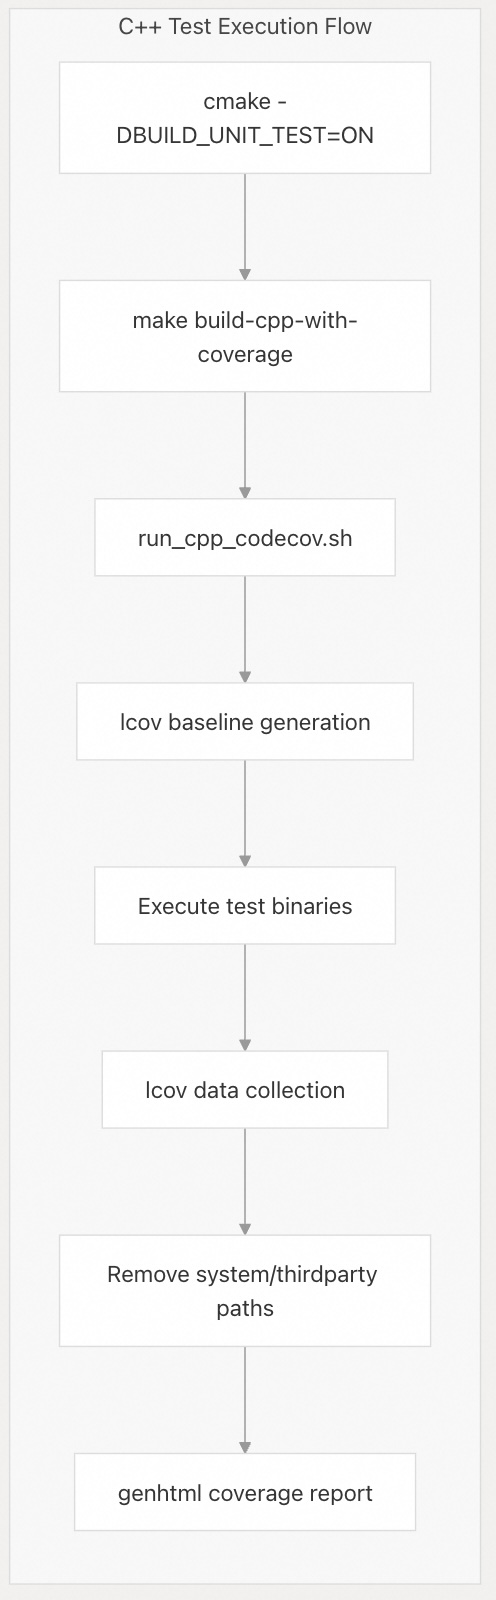 C++ Test Execution Flow
cmake -
DBUILD_UNIT_TEST=ON
make build-cpp-with-
coverage
run_cpp_codecov.sh
lcov baseline generation
Execute test binaries
lcov data collection
Remove system/thirdparty
paths
genhtml coverage report